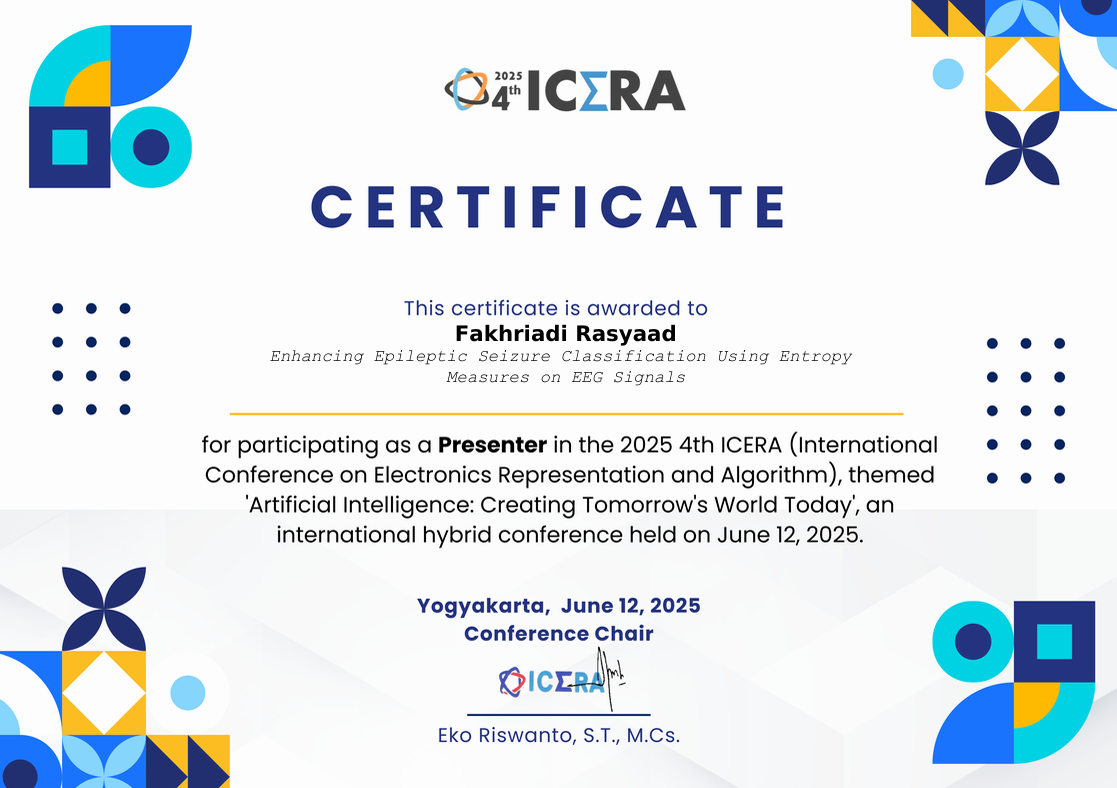 2025
4th ICΣRA
CERTIFICATE
This certificate is awarded to
Fakhriadi Rasyaad
Enhancing Epileptic Seizure Classification Using Entropy
Measures on EEG Signals
for participating as a Presenter in the 2025 4th ICERA (International
Conference on Electronics Representation and Algorithm), themed
'Artificial Intelligence: Creating Tomorrow's World Today', an
international hybrid conference held on June 12, 2025.
Yogyakarta, June 12, 2025
Conference Chair
ICΣRA
Eko Riswanto, S.T., M.Cs.